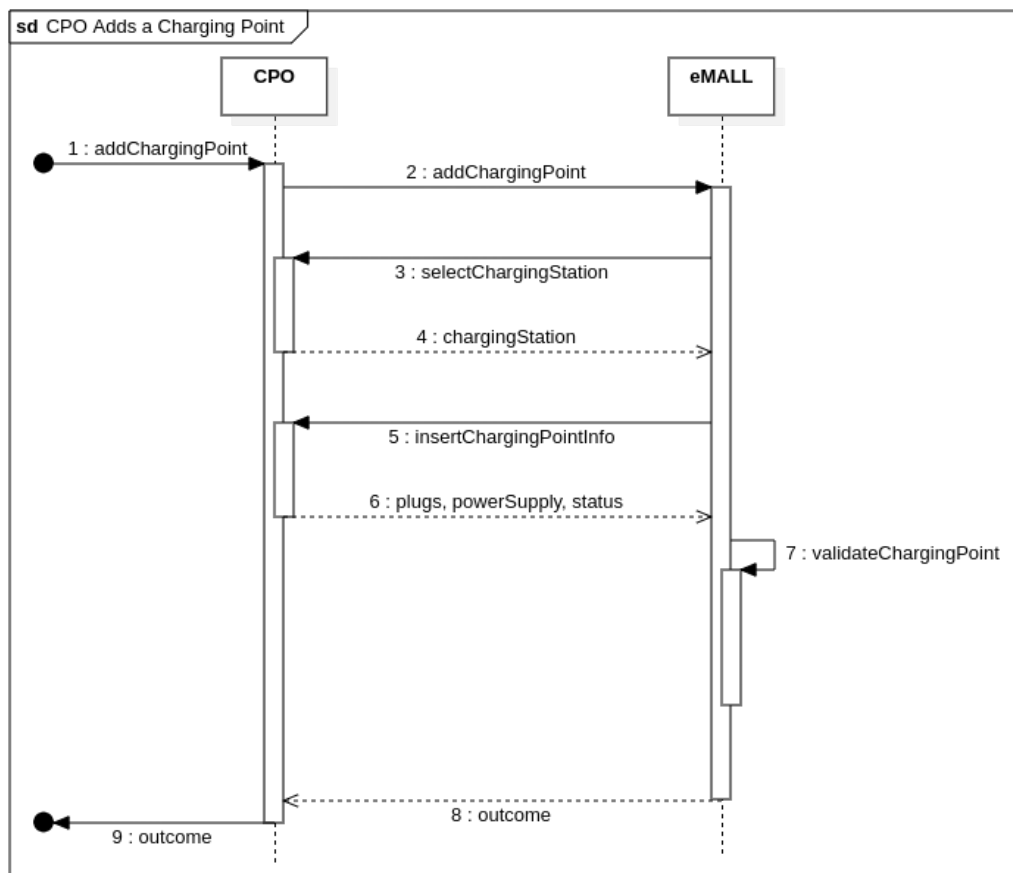 sd CPO Adds a Charging Point
CPO
eMALL
1 : addChargingPoint
2 : addChargingPoint
3 : selectChargingStation
4 : chargingStation
5 : insertChargingPointInfo
6 : plugs, powerSupply, status
7 : validateChargingPoint
8 : outcome
9 : outcome